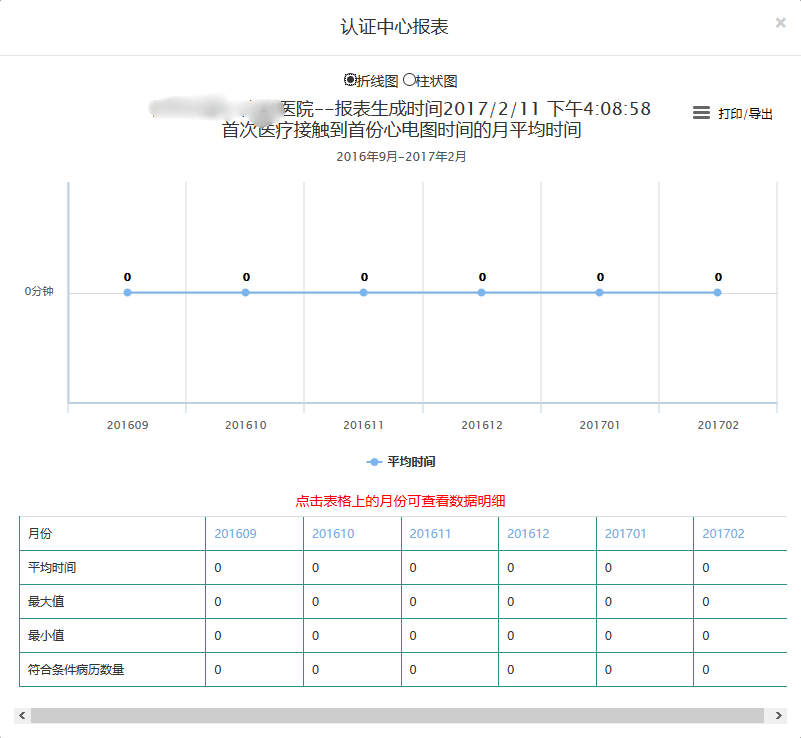 认证中心报表
×
折线图 柱状图
医院--报表生成时间2017/2/11 下午4:08:58
打印/导出
首次医疗接触到首份心电图时间的月平均时间
2016年9月-2017年2月
0 0 0 0 0 0
0分钟
201609 201610 201611 201612 201701 201702
平均时间
点击表格上的月份可查看数据明细
月份 201609 201610 201611 201612 201701 201702
平均时间 0 0 0 0 0 0
最大值 0 0 0 0 0 0
最小值 0 0 0 0 0 0
符合条件病历数量 0 0 0 0 0 0